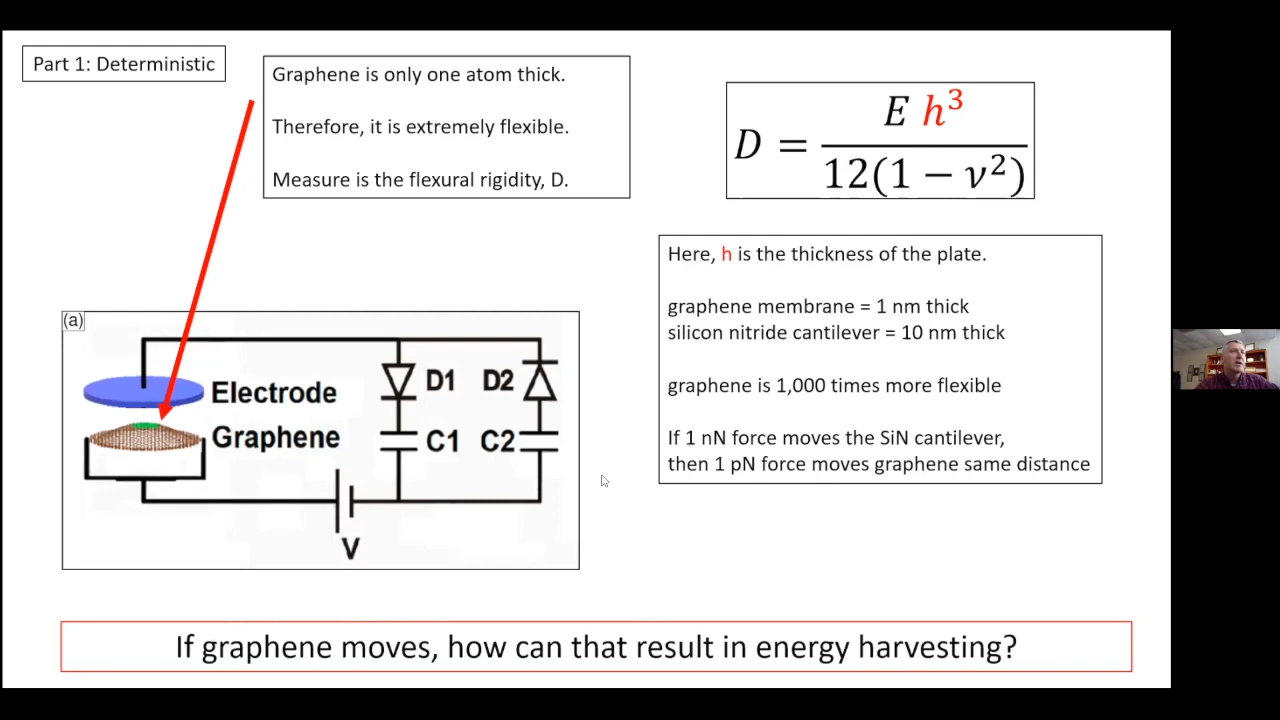 Part 1: Deterministic
Graphene is only one atom thick.
Therefore, it is extremely flexible.
Measure is the flexural rigidity, D.
D = E h³ / 12(1 − ν²)
Here, h is the thickness of the plate.
graphene membrane = 1 nm thick
silicon nitride cantilever = 10 nm thick
graphene is 1,000 times more flexible
If 1 nN force moves the SiN cantilever,
then 1 pN force moves graphene same distance
(a)
Electrode
Graphene
D1
D2
C1
C2
V
If graphene moves, how can that result in energy harvesting?